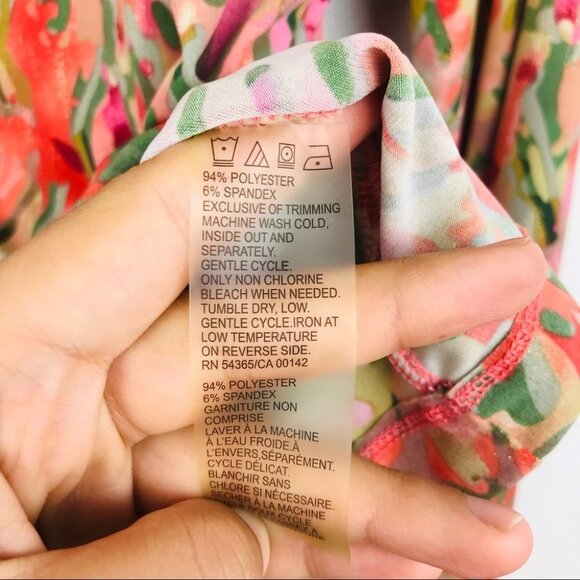 94% POLYESTER
6% SPANDEX
EXCLUSIVE OF TRIMMING
MACHINE WASH COLD,
INSIDE OUT AND
SEPARATELY.
GENTLE CYCLE.
ONLY NON CHLORINE
BLEACH WHEN NEEDED.
TUMBLE DRY, LOW.
GENTLE CYCLE.IRON AT
LOW TEMPERATURE
ON REVERSE SIDE.
RN 54365/CA 00142
94% POLYESTER
6% SPANDEX
GARNITURE NON
COMPRISE
LAVER À LA MACHINE
À L'EAU FROIDE.À
L'ENVERS,SÉPARÉMENT.
CYCLE DÉLICAT.
BLANCHIR SANS
CHLORE SI NÉCESSAIRE.
SÉCHER À LA MACHINE
DOUX CYCLE